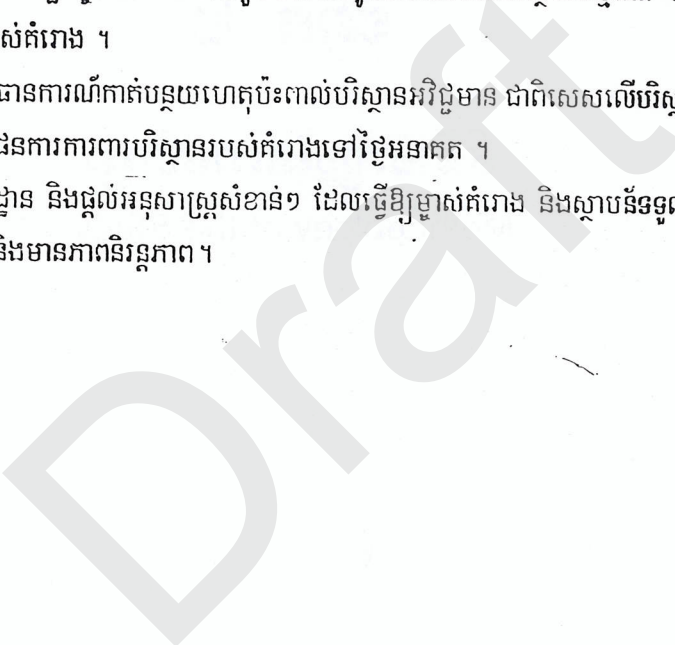 ស់គំរោង ។
ធានការណ៍កាត់បន្ថយហេតុប៉ះពាល់បរិស្ថានអវិជ្ជមាន ជាពិសេសលើបរិស្ថ
ផនការការពារបរិស្ថានរបស់គំរោងទៅថ្ងៃអនាគត ។
ដ្ឋាន និងផ្តល់អនុសាស្ត្រសំខាន់ៗ ដែលធ្វើឱ្យម្ចាស់គំរោង និងស្ថាប័នទទួល
និងមានភាពនិរន្តភាព។
Draft